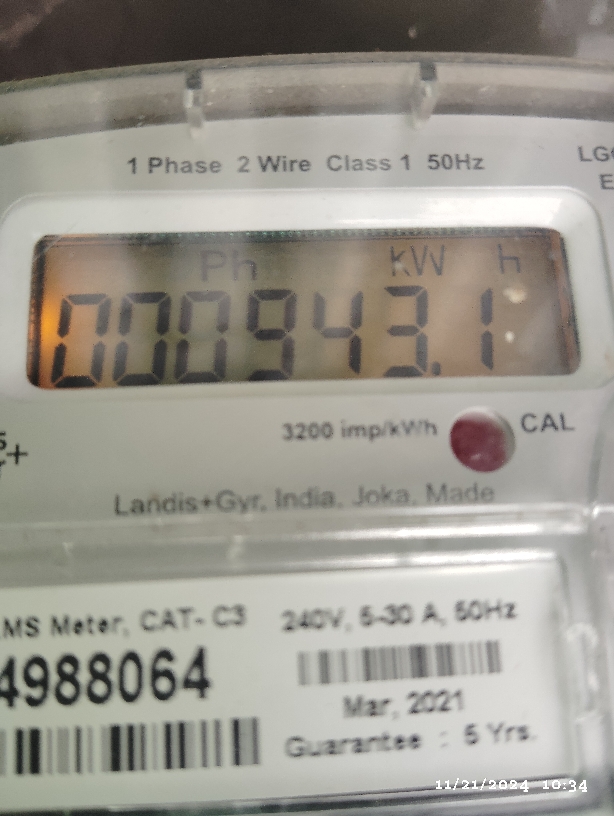 1 Phase 2 Wire Class 1 50Hz
LG
E
Ph kW h
000943.1
3200 imp/kWh CAL
+
Landis+Gyr, India, Joka, Made
MS Meter, CAT- C3
4988064
240V, 5-30 A, 50Hz
Mar, 2021
Guarantee : 5 Yrs.
11/21/2024 10:34